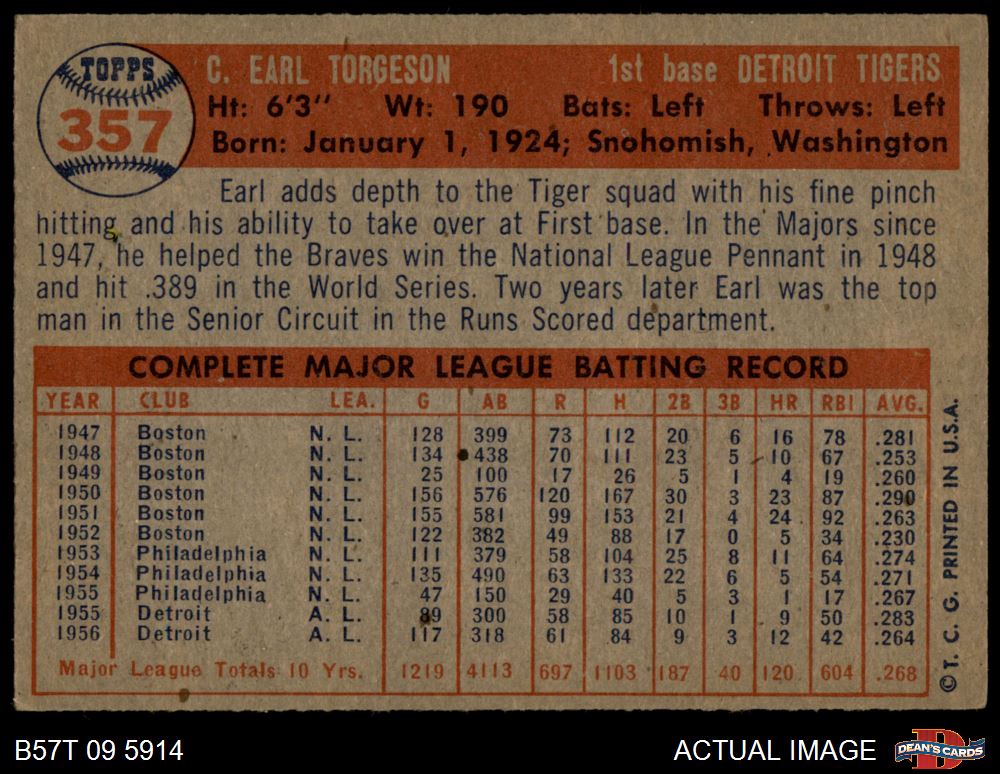 TOPPS
357
C. EARL TORGESON 1st base DETROIT TIGERS
Ht: 6'3" Wt: 190 Bats: Left Throws: Left
Born: January 1, 1924; Snohomish, Washington
Earl adds depth to the Tiger squad with his fine pinch
hitting and his ability to take over at First base. In the Majors since
1947, he helped the Braves win the National League Pennant in 1948
and hit .389 in the World Series. Two years later Earl was the top
man in the Senior Circuit in the Runs Scored department.
COMPLETE MAJOR LEAGUE BATTING RECORD
YEAR CLUB LEA. G AB R H 2B 3B HR RBI AVG.
1947 Boston N. L. 128 399 73 112 20 6 16 78 .281
1948 Boston N. L. 134 438 70 111 23 5 10 67 .253
1949 Boston N. L. 25 100 17 26 5 1 4 19 .260
1950 Boston N. L. 156 576 120 167 30 3 23 87 .290
1951 Boston N. L. 155 581 99 153 21 4 24 92 .263
1952 Boston N. L. 122 382 49 88 17 0 5 34 .230
1953 Philadelphia N. L. 111 379 58 104 25 8 11 64 .274
1954 Philadelphia N. L. 135 490 63 133 22 6 5 54 .271
1955 Philadelphia N. L. 47 150 29 40 5 3 1 17 .267
1955 Detroit A. L. 89 300 58 85 10 1 9 50 .283
1956 Detroit A. L. 117 318 61 84 9 3 12 42 .264
Major League Totals 10 Yrs. 1219 4113 697 1103 187 40 120 604 .268
©T. C. G. PRINTED IN U.S.A.
B57T 09 5914 ACTUAL IMAGE
DEAN'S CARDS